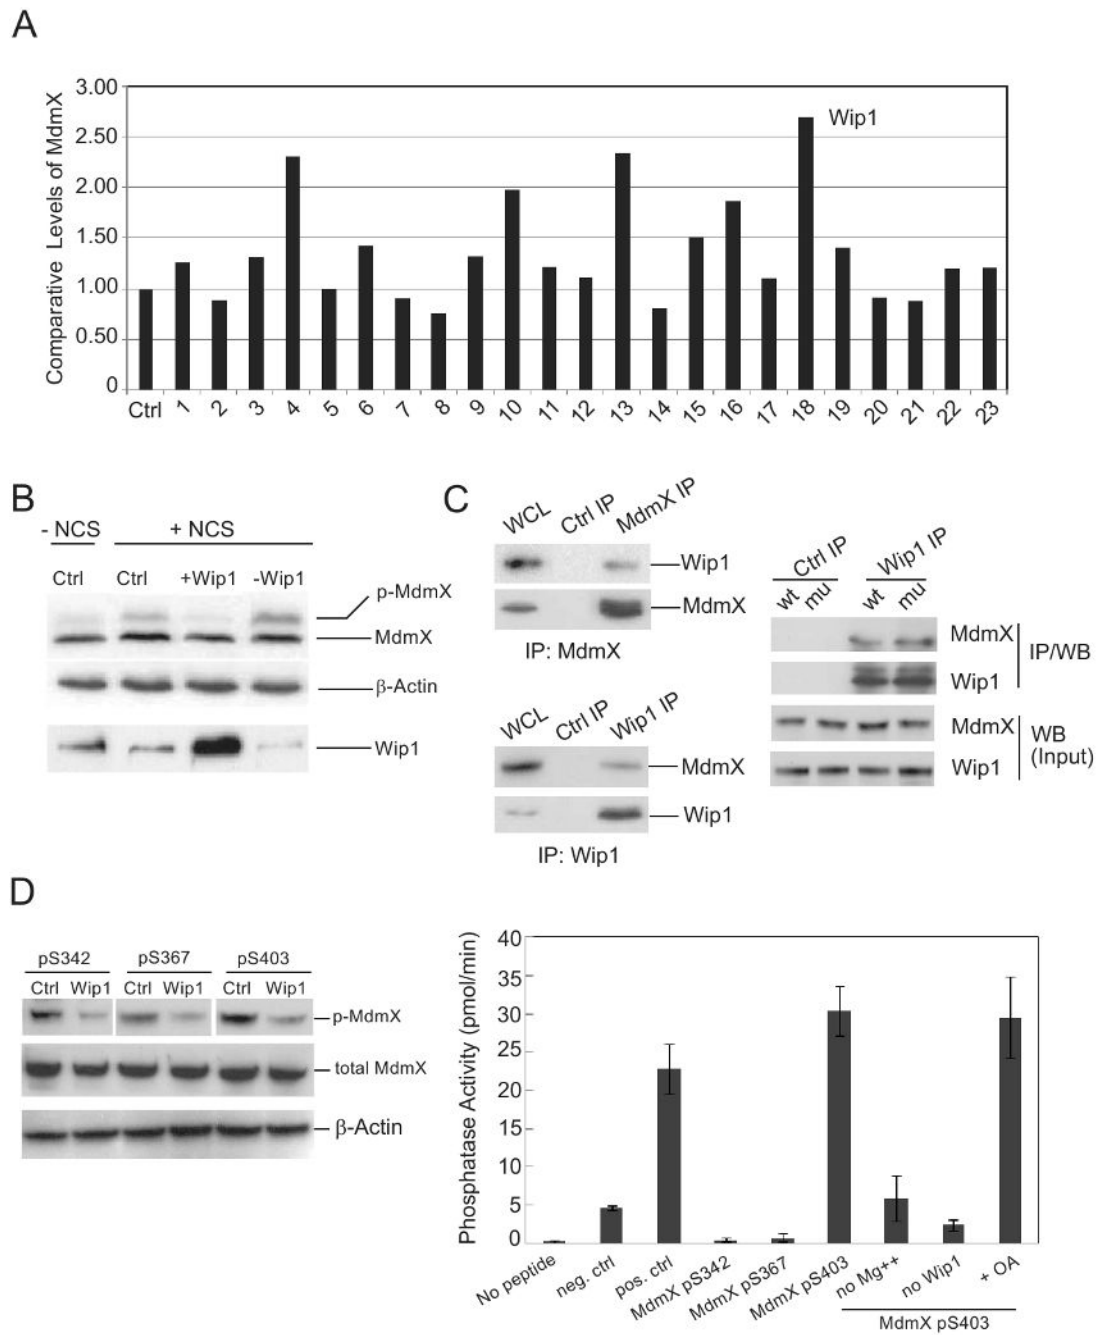 A
Comparative Levels of MdmX
3.00
2.50
2.00
1.50
1.00
0.50
0
Wip1
Ctrl 1 2 3 4 5 6 7 8 9 10 11 12 13 14 15 16 17 18 19 20 21 22 23
B
- NCS + NCS
Ctrl Ctrl +Wip1 -Wip1
p-MdmX
MdmX
β-Actin
Wip1
C
WCL Ctrl IP MdmX IP
Wip1
MdmX
IP: MdmX
WCL Ctrl IP Wip1 IP
MdmX
Wip1
IP: Wip1
Ctrl IP Wip1 IP
wt mu wt mu
MdmX
Wip1
IP/WB
MdmX
Wip1
WB
(Input)
D
pS342 pS367 pS403
Ctrl Wip1 Ctrl Wip1 Ctrl Wip1
p-MdmX
total MdmX
β-Actin
Phosphatase Activity (pmol/min)
40
35
30
25
20
15
10
5
0
No peptide neg. ctrl pos. ctrl MdmX pS342 MdmX pS367 MdmX pS403 no Mg++ no Wip1 + OA
MdmX pS403